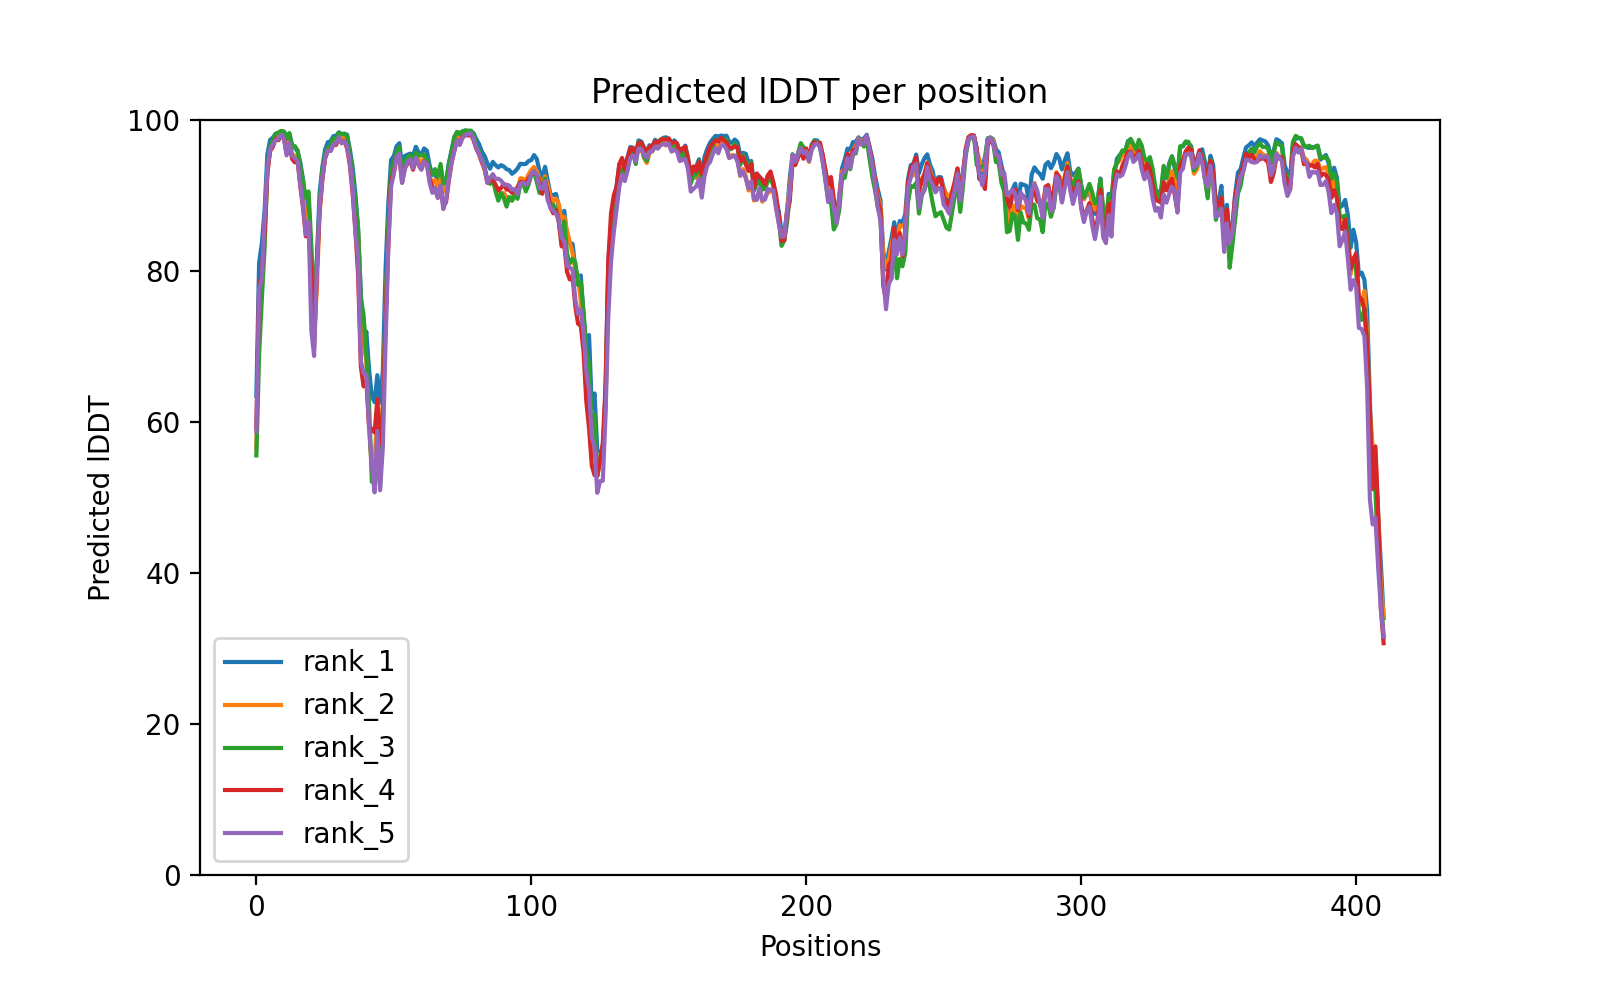 Predicted lDDT per position
100
80
60
40
20
0
Predicted lDDT
rank_1
rank_2
rank_3
rank_4
rank_5
0 100 200 300 400
Positions